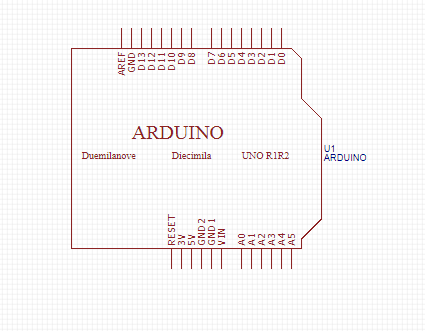 AREF GND D13 D12 D11 D10 D9 D8 D7 D6 D5 D4 D3 D2 D1 D0
ARDUINO
Duemilanove Diecimila UNO R1R2
U1
ARDUINO
RESET 3V 5V GND2 GND1 VIN A0 A1 A2 A3 A4 A5